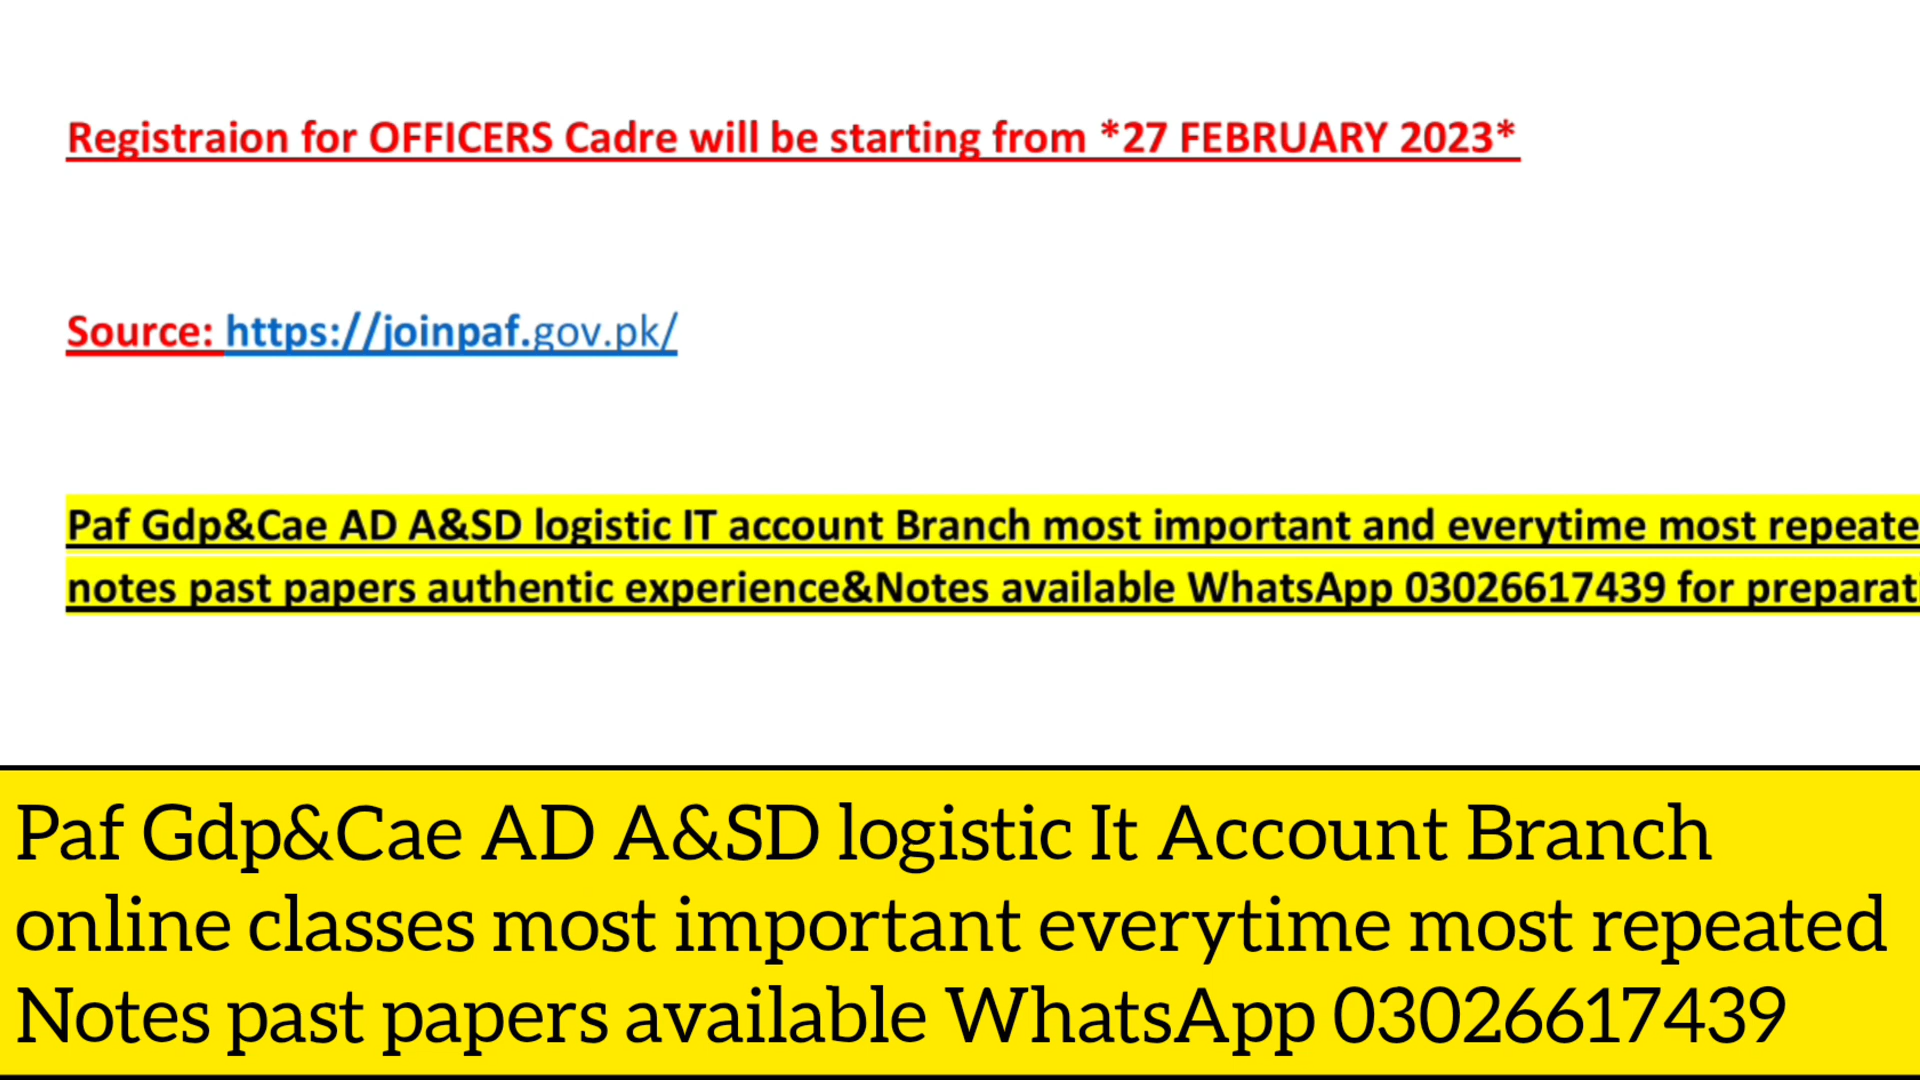 Registraion for OFFICERS Cadre will be starting from *27 FEBRUARY 2023*
Source: https://joinpaf.gov.pk/
Paf Gdp&Cae AD A&SD logistic IT account Branch most important and everytime most repeate
notes past papers authentic experience&Notes available WhatsApp 03026617439 for preparati
Paf Gdp&Cae AD A&SD logistic It Account Branch
online classes most important everytime most repeated
Notes past papers available WhatsApp 03026617439